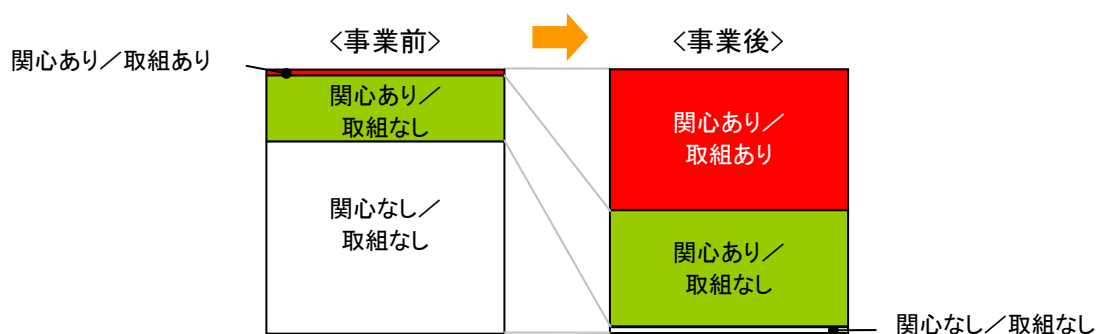 <事業前>
<事業後>
関心あり／取組あり
関心あり／
取組なし
関心なし／
取組なし
関心あり／
取組あり
関心あり／
取組なし
関心なし／取組なし